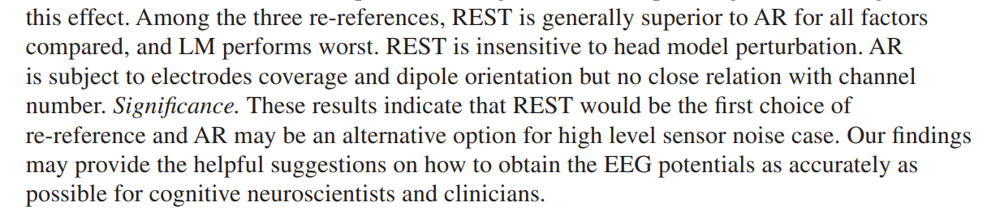 this effect. Among the three re-references, REST is generally superior to AR for all factors
compared, and LM performs worst. REST is insensitive to head model perturbation. AR
is subject to electrodes coverage and dipole orientation but no close relation with channel
number. Significance. These results indicate that REST would be the first choice of
re-reference and AR may be an alternative option for high level sensor noise case. Our findings
may provide the helpful suggestions on how to obtain the EEG potentials as accurately as
possible for cognitive neuroscientists and clinicians.